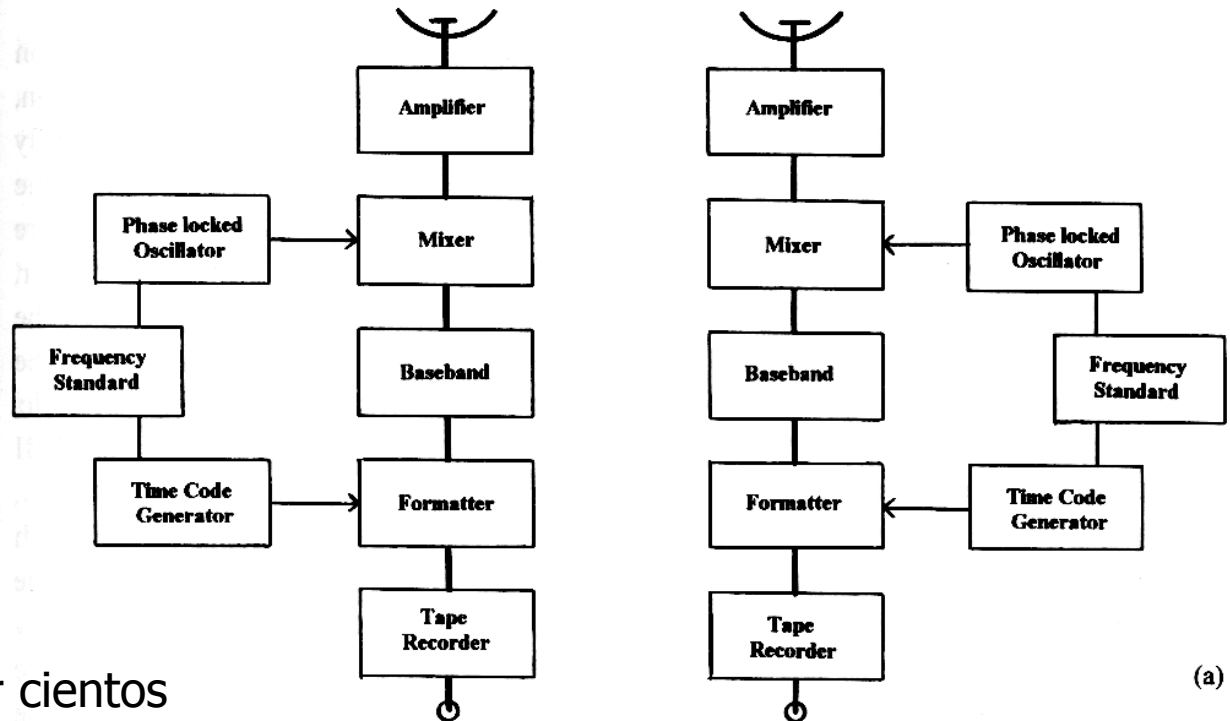 Amplifier
Phase locked
Oscillator
Mixer
Frequency
Standard
Baseband
Time Code
Generator
Formatter
Tape
Recorder
Amplifier
Mixer
Phase locked
Oscillator
Baseband
Frequency
Standard
Formatter
Time Code
Generator
Tape
Recorder
r cientos
(a)